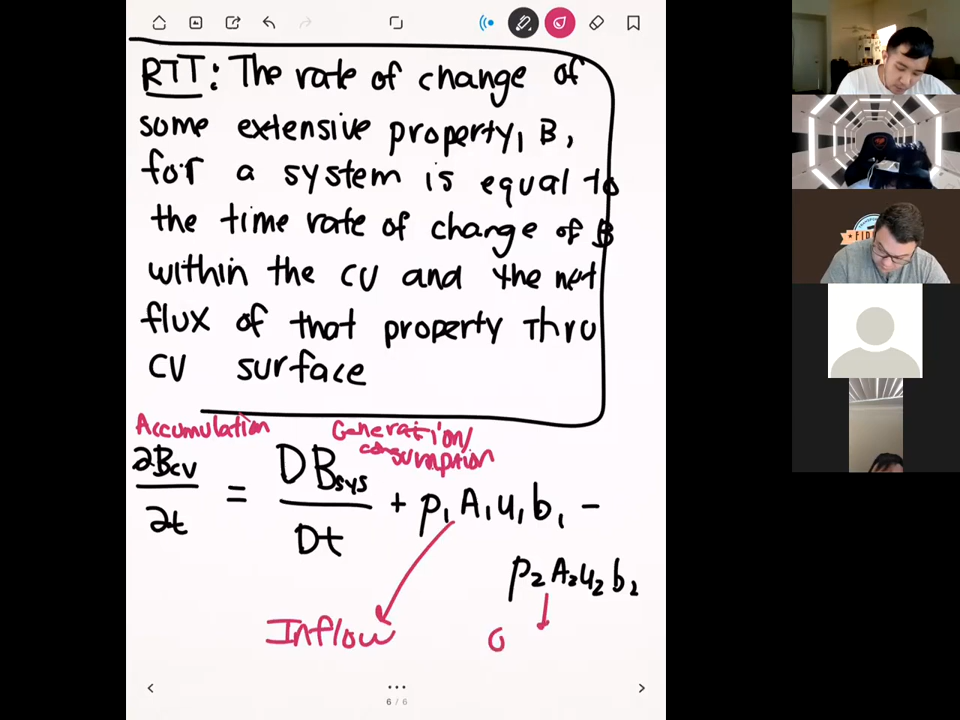 RTT: The rate of change of
some extensive property, B,
for a system is equal to
the time rate of change of B
within the CV and the net
flux of that property thru
CV surface
Accumulation
Generation/
consumption
∂Bcv/∂t = DBsys/Dt + ρ₁A₁u₁b₁ −
ρ₂A₂u₂b₂
Inflow
O
6 / 6